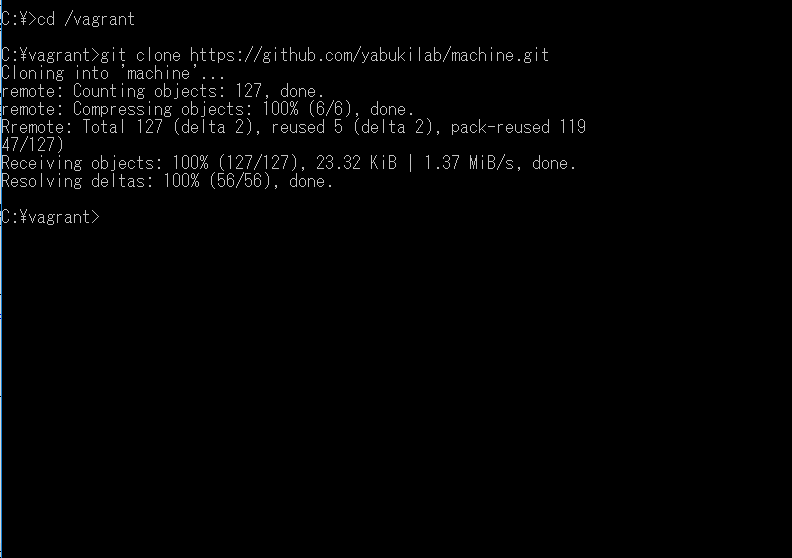 C:¥>cd /vagrant
C:¥vagrant>git clone https://github.com/yabukilab/machine.git
Cloning into 'machine'...
remote: Counting objects: 127, done.
remote: Compressing objects: 100% (6/6), done.
Rremote: Total 127 (delta 2), reused 5 (delta 2), pack-reused 119
47/127)
Receiving objects: 100% (127/127), 23.32 KiB | 1.37 MiB/s, done.
Resolving deltas: 100% (56/56), done.
C:¥vagrant>